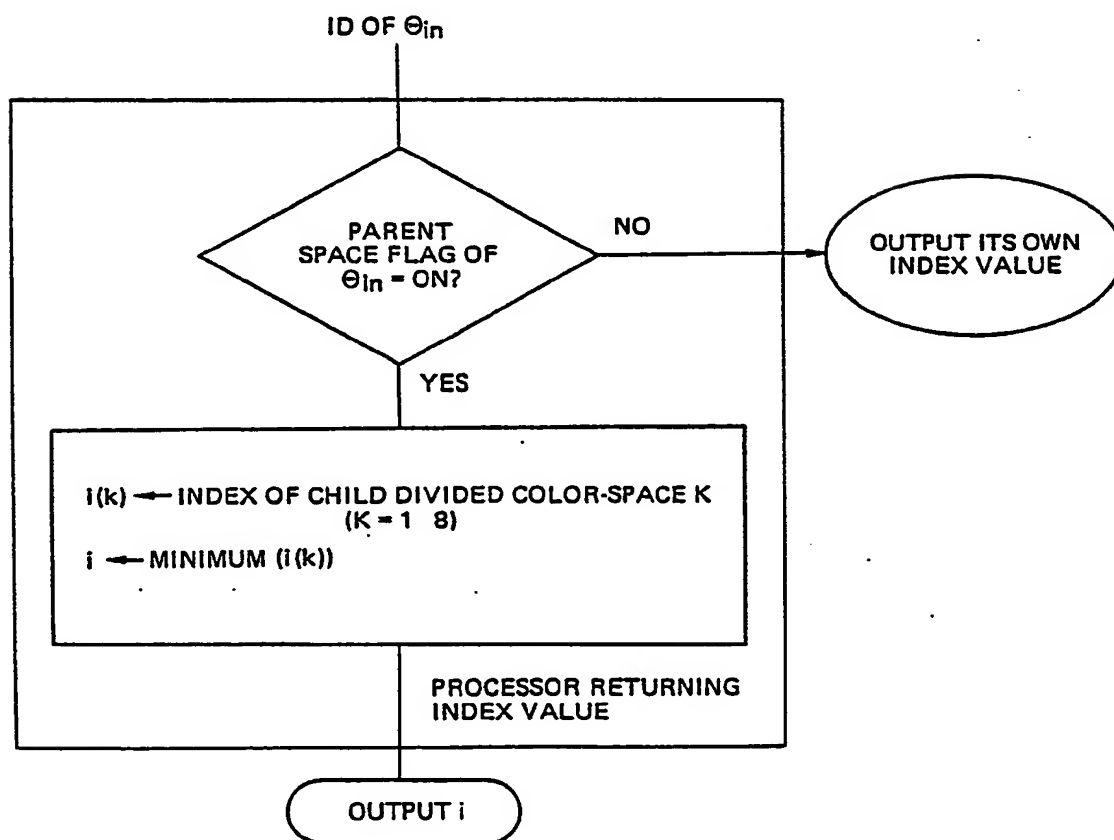 ID OF Θin
PARENT
SPACE FLAG OF
Θin = ON?
NO
OUTPUT ITS OWN
INDEX VALUE
YES
i(k) ← INDEX OF CHILD DIVIDED COLOR-SPACE K
(K = 1 8)
i ← MINIMUM (i(k))
PROCESSOR RETURNING
INDEX VALUE
OUTPUT i